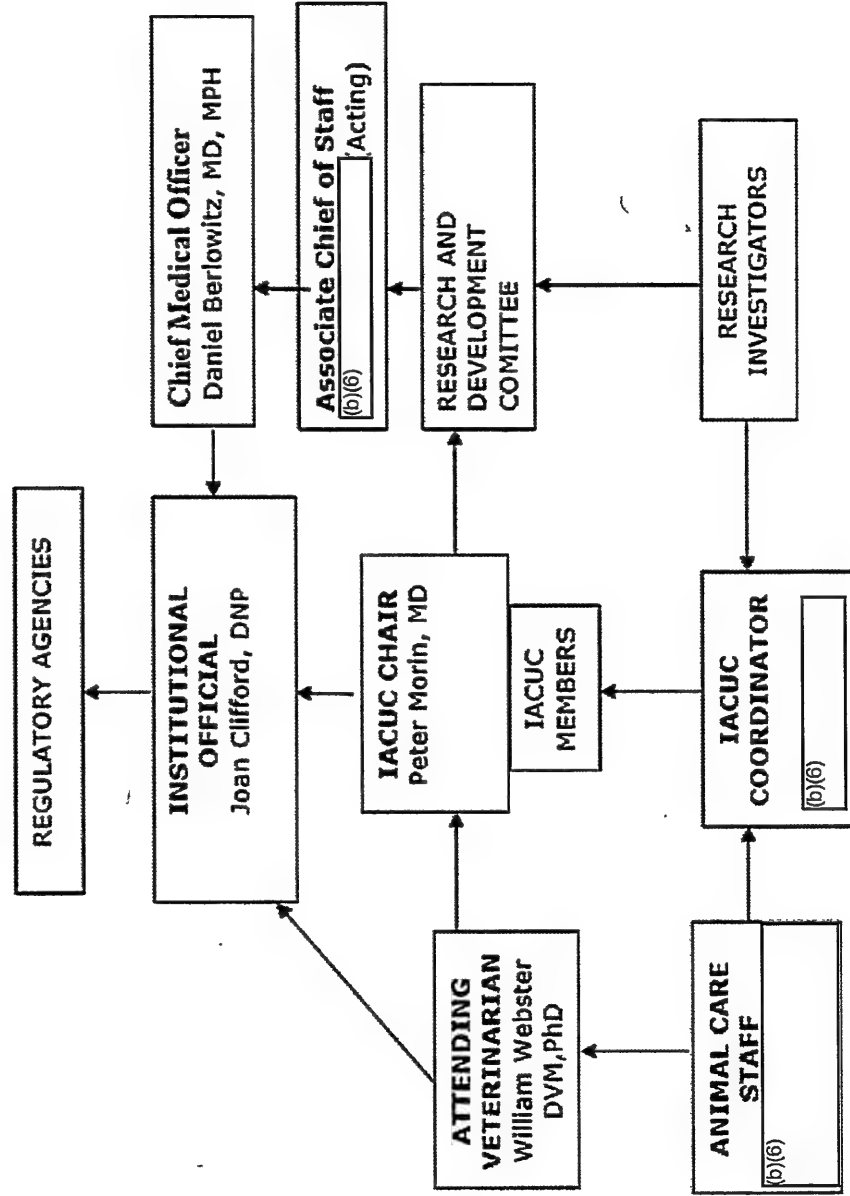 REGULATORY AGENCIES
INSTITUTIONAL
OFFICIAL
Joan Clifford, DNP
Chief Medical Officer
Daniel Berlowitz, MD, MPH
Associate Chief of Staff
(b)(6) (Acting)
IACUC CHAIR
Peter Morin, MD
RESEARCH AND
DEVELOPMENT
COMITTEE
ATTENDING
VETERINARIAN
William Webster
DVM,PhD
IACUC
MEMBERS
ANIMAL CARE
STAFF
(b)(6)
IACUC
COORDINATOR
(b)(6)
RESEARCH
INVESTIGATORS